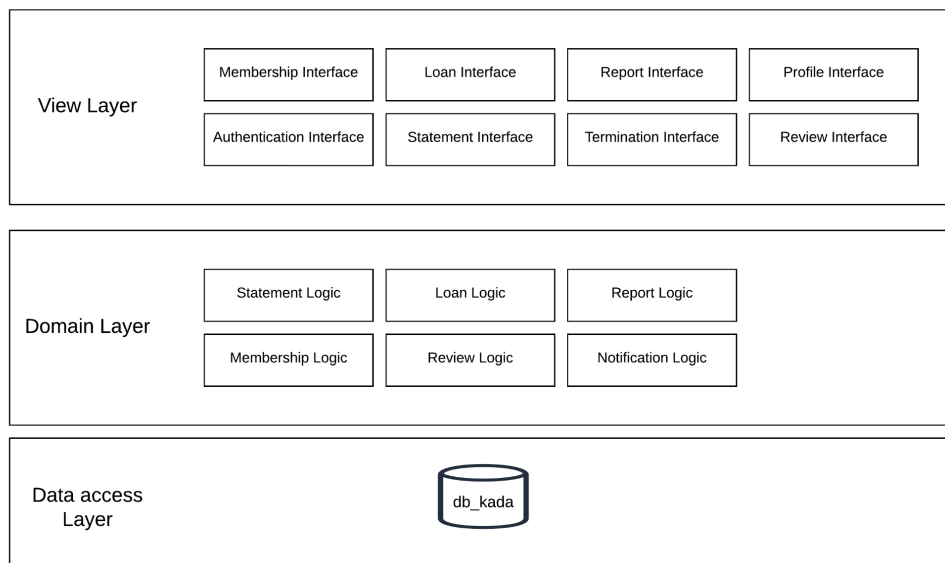 View Layer
Membership Interface
Loan Interface
Report Interface
Profile Interface
Authentication Interface
Statement Interface
Termination Interface
Review Interface
Domain Layer
Statement Logic
Loan Logic
Report Logic
Membership Logic
Review Logic
Notification Logic
Data access
Layer
db_kada